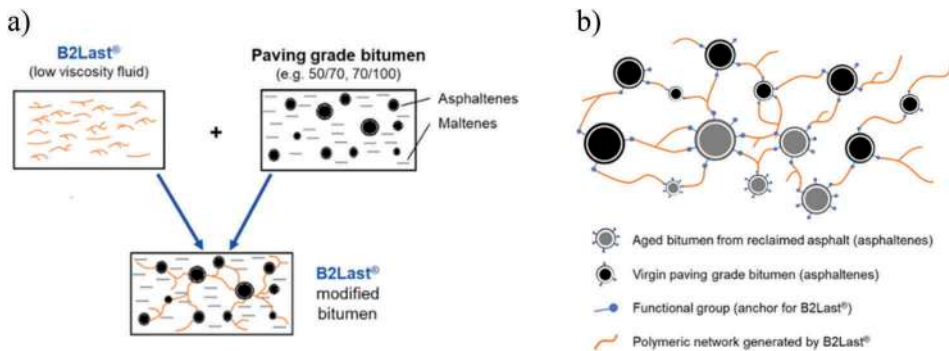 a)
B2Last®
(low viscosity fluid)
+
Paving grade bitumen
(e.g. 50/70, 70/100)
Asphaltenes
Maltenes
B2Last®
modified
bitumen
b)
Aged bitumen from reclaimed asphalt (asphaltenes)
Virgin paving grade bitumen (asphaltenes)
Functional group (anchor for B2Last®)
Polymeric network generated by B2Last®